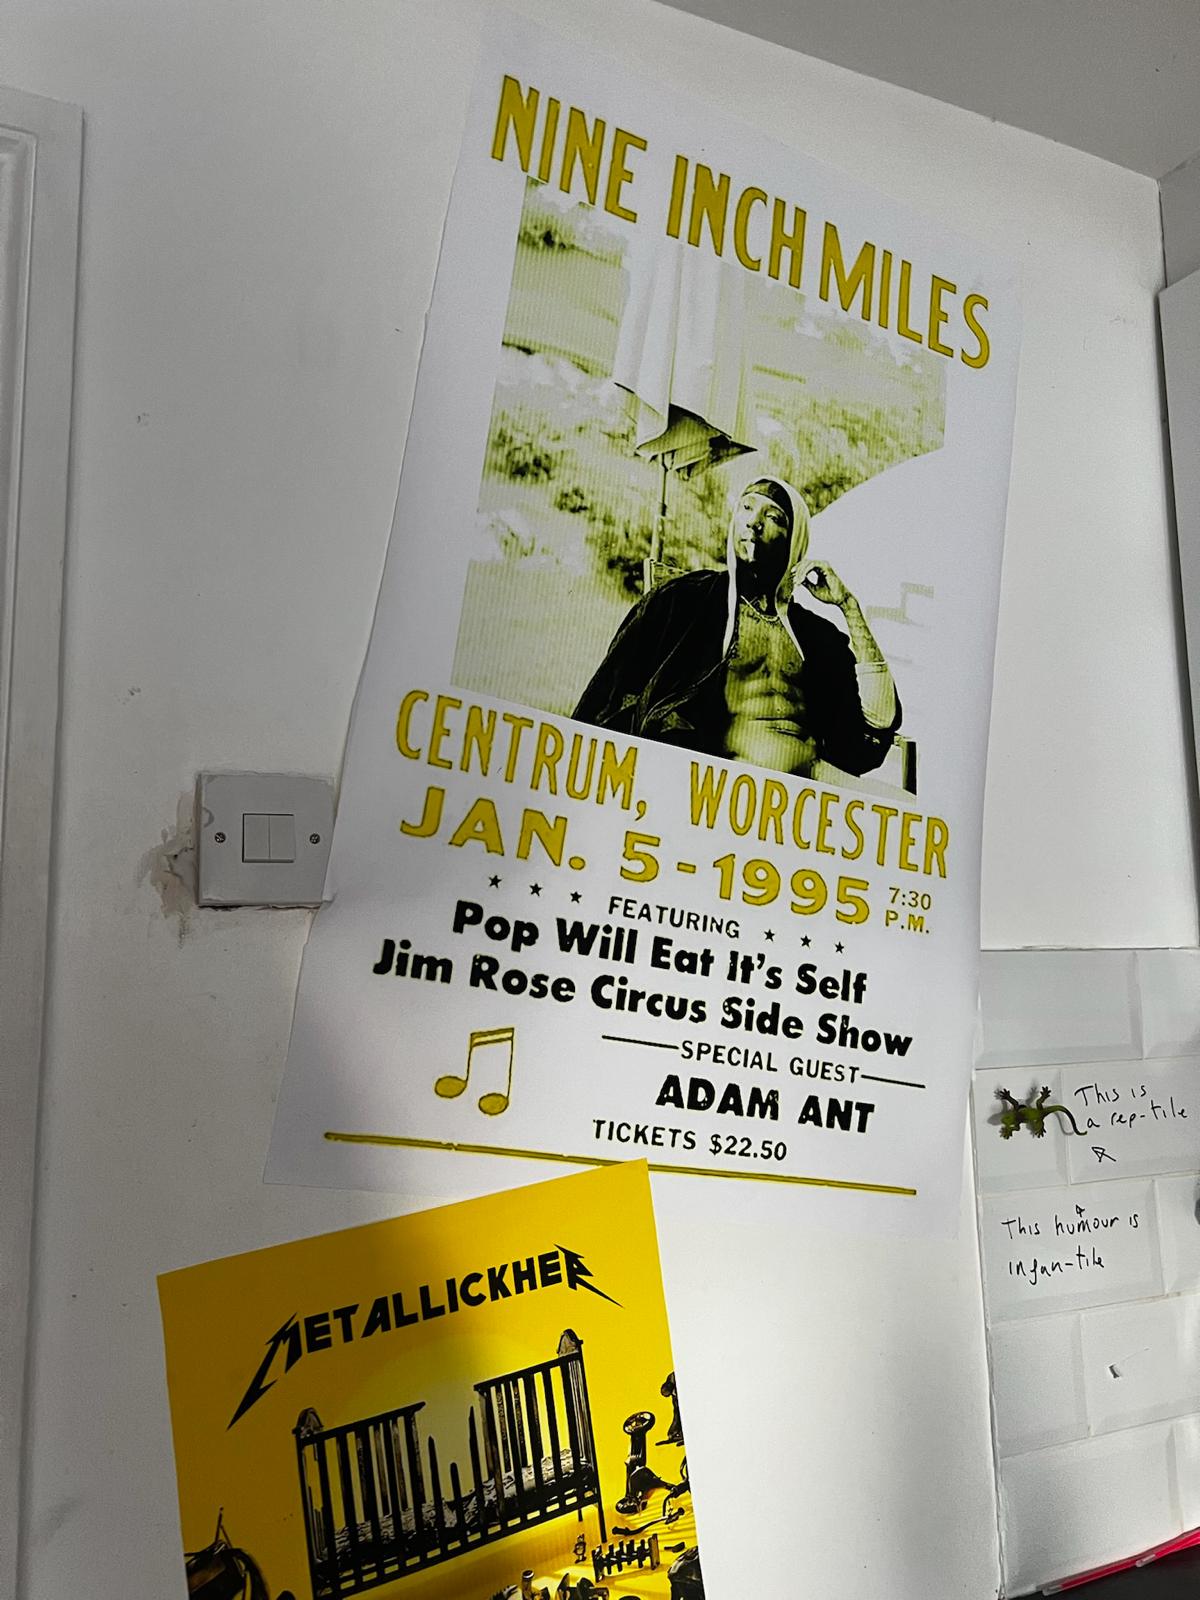 NINE INCH MILES
CENTRUM, WORCESTER
JAN. 5-1995 7:30 P.M.
★ ★ ★ FEATURING ★ ★ ★
Pop Will Eat It's Self
Jim Rose Circus Side Show
SPECIAL GUEST
ADAM ANT
TICKETS $22.50
METALLICKHER
This is
a rep-tile
This humour is
infan-tile